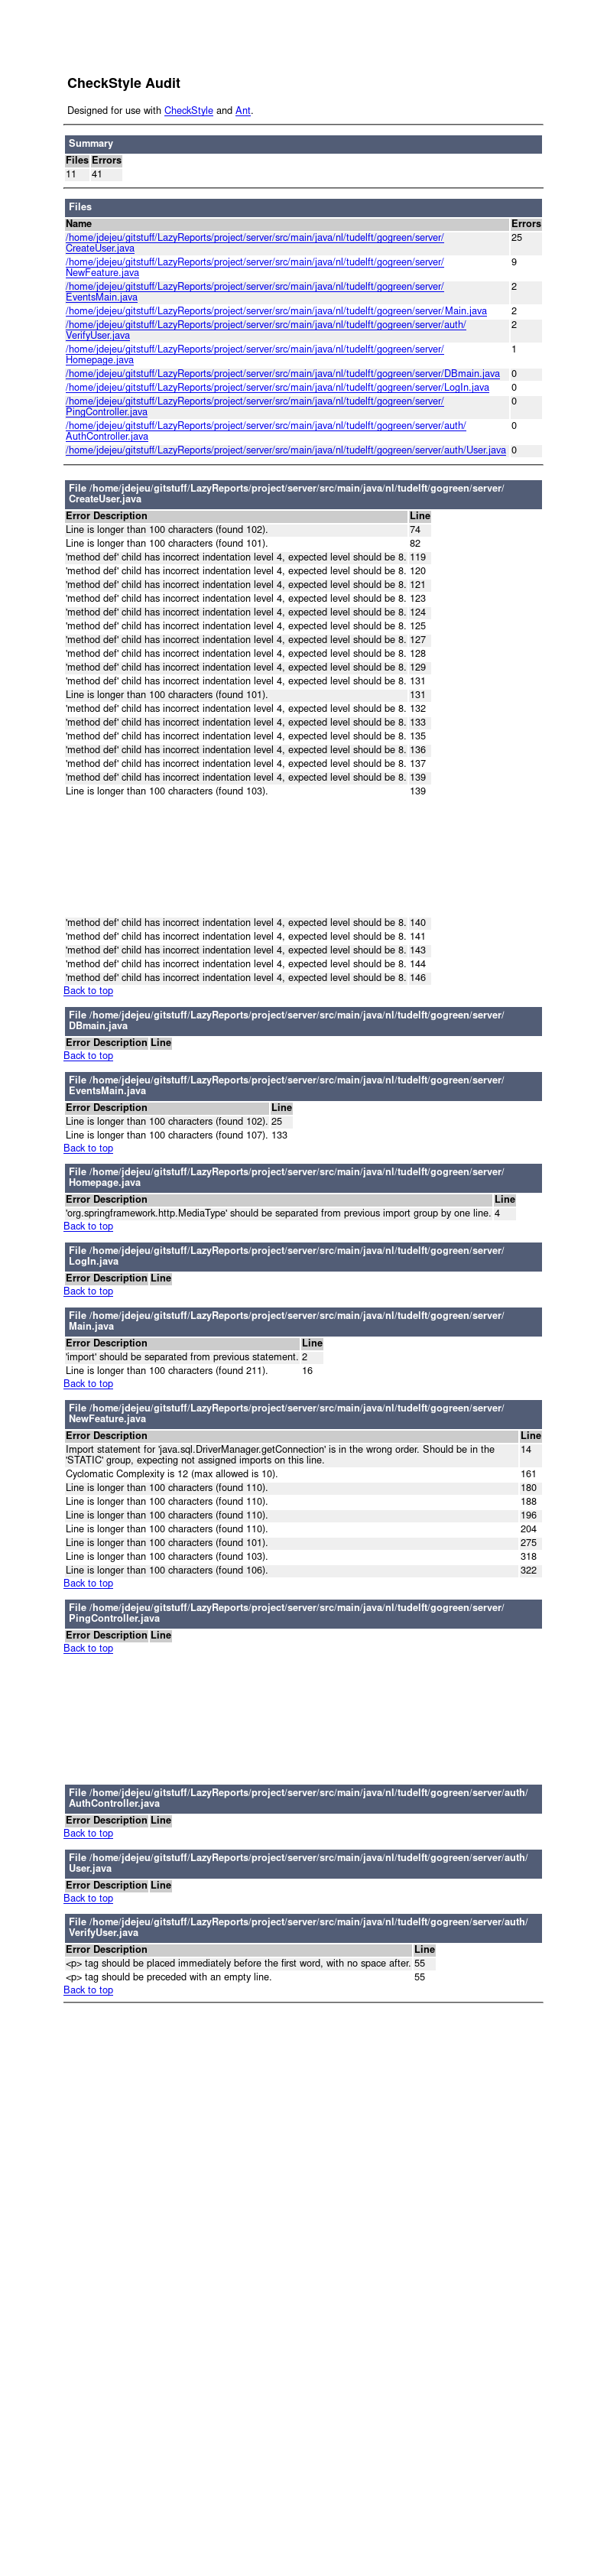 CheckStyle Audit
Designed for use with CheckStyle and Ant.
Summary
Files Errors
11 41
Files
Name Errors
/home/jdejeu/gitstuff/LazyReports/project/server/src/main/java/nl/tudelft/gogreen/server/ 25
CreateUser.java
/home/jdejeu/gitstuff/LazyReports/project/server/src/main/java/nl/tudelft/gogreen/server/ 9
NewFeature.java
/home/jdejeu/gitstuff/LazyReports/project/server/src/main/java/nl/tudelft/gogreen/server/ 2
EventsMain.java
/home/jdejeu/gitstuff/LazyReports/project/server/src/main/java/nl/tudelft/gogreen/server/Main.java 2
/home/jdejeu/gitstuff/LazyReports/project/server/src/main/java/nl/tudelft/gogreen/server/auth/ 2
VerifyUser.java
/home/jdejeu/gitstuff/LazyReports/project/server/src/main/java/nl/tudelft/gogreen/server/ 1
Homepage.java
/home/jdejeu/gitstuff/LazyReports/project/server/src/main/java/nl/tudelft/gogreen/server/DBmain.java 0
/home/jdejeu/gitstuff/LazyReports/project/server/src/main/java/nl/tudelft/gogreen/server/LogIn.java 0
/home/jdejeu/gitstuff/LazyReports/project/server/src/main/java/nl/tudelft/gogreen/server/ 0
PingController.java
/home/jdejeu/gitstuff/LazyReports/project/server/src/main/java/nl/tudelft/gogreen/server/auth/ 0
AuthController.java
/home/jdejeu/gitstuff/LazyReports/project/server/src/main/java/nl/tudelft/gogreen/server/auth/User.java 0
File /home/jdejeu/gitstuff/LazyReports/project/server/src/main/java/nl/tudelft/gogreen/server/
CreateUser.java
Error Description Line
Line is longer than 100 characters (found 102). 74
Line is longer than 100 characters (found 101). 82
'method def' child has incorrect indentation level 4, expected level should be 8. 119
'method def' child has incorrect indentation level 4, expected level should be 8. 120
'method def' child has incorrect indentation level 4, expected level should be 8. 121
'method def' child has incorrect indentation level 4, expected level should be 8. 123
'method def' child has incorrect indentation level 4, expected level should be 8. 124
'method def' child has incorrect indentation level 4, expected level should be 8. 125
'method def' child has incorrect indentation level 4, expected level should be 8. 127
'method def' child has incorrect indentation level 4, expected level should be 8. 128
'method def' child has incorrect indentation level 4, expected level should be 8. 129
'method def' child has incorrect indentation level 4, expected level should be 8. 131
Line is longer than 100 characters (found 101). 131
'method def' child has incorrect indentation level 4, expected level should be 8. 132
'method def' child has incorrect indentation level 4, expected level should be 8. 133
'method def' child has incorrect indentation level 4, expected level should be 8. 135
'method def' child has incorrect indentation level 4, expected level should be 8. 136
'method def' child has incorrect indentation level 4, expected level should be 8. 137
'method def' child has incorrect indentation level 4, expected level should be 8. 139
Line is longer than 100 characters (found 103). 139
'method def' child has incorrect indentation level 4, expected level should be 8. 140
'method def' child has incorrect indentation level 4, expected level should be 8. 141
'method def' child has incorrect indentation level 4, expected level should be 8. 143
'method def' child has incorrect indentation level 4, expected level should be 8. 144
'method def' child has incorrect indentation level 4, expected level should be 8. 146
Back to top
File /home/jdejeu/gitstuff/LazyReports/project/server/src/main/java/nl/tudelft/gogreen/server/
DBmain.java
Error Description Line
Back to top
File /home/jdejeu/gitstuff/LazyReports/project/server/src/main/java/nl/tudelft/gogreen/server/
EventsMain.java
Error Description Line
Line is longer than 100 characters (found 102). 25
Line is longer than 100 characters (found 107). 133
Back to top
File /home/jdejeu/gitstuff/LazyReports/project/server/src/main/java/nl/tudelft/gogreen/server/
Homepage.java
Error Description Line
'org.springframework.http.MediaType' should be separated from previous import group by one line. 4
Back to top
File /home/jdejeu/gitstuff/LazyReports/project/server/src/main/java/nl/tudelft/gogreen/server/
LogIn.java
Error Description Line
Back to top
File /home/jdejeu/gitstuff/LazyReports/project/server/src/main/java/nl/tudelft/gogreen/server/
Main.java
Error Description Line
'import' should be separated from previous statement. 2
Line is longer than 100 characters (found 211). 16
Back to top
File /home/jdejeu/gitstuff/LazyReports/project/server/src/main/java/nl/tudelft/gogreen/server/
NewFeature.java
Error Description Line
Import statement for 'java.sql.DriverManager.getConnection' is in the wrong order. Should be in the 14
'STATIC' group, expecting not assigned imports on this line.
Cyclomatic Complexity is 12 (max allowed is 10). 161
Line is longer than 100 characters (found 110). 180
Line is longer than 100 characters (found 110). 188
Line is longer than 100 characters (found 110). 196
Line is longer than 100 characters (found 110). 204
Line is longer than 100 characters (found 101). 275
Line is longer than 100 characters (found 103). 318
Line is longer than 100 characters (found 106). 322
Back to top
File /home/jdejeu/gitstuff/LazyReports/project/server/src/main/java/nl/tudelft/gogreen/server/
PingController.java
Error Description Line
Back to top
File /home/jdejeu/gitstuff/LazyReports/project/server/src/main/java/nl/tudelft/gogreen/server/auth/
AuthController.java
Error Description Line
Back to top
File /home/jdejeu/gitstuff/LazyReports/project/server/src/main/java/nl/tudelft/gogreen/server/auth/
User.java
Error Description Line
Back to top
File /home/jdejeu/gitstuff/LazyReports/project/server/src/main/java/nl/tudelft/gogreen/server/auth/
VerifyUser.java
Error Description Line
<p> tag should be placed immediately before the first word, with no space after. 55
<p> tag should be preceded with an empty line. 55
Back to top